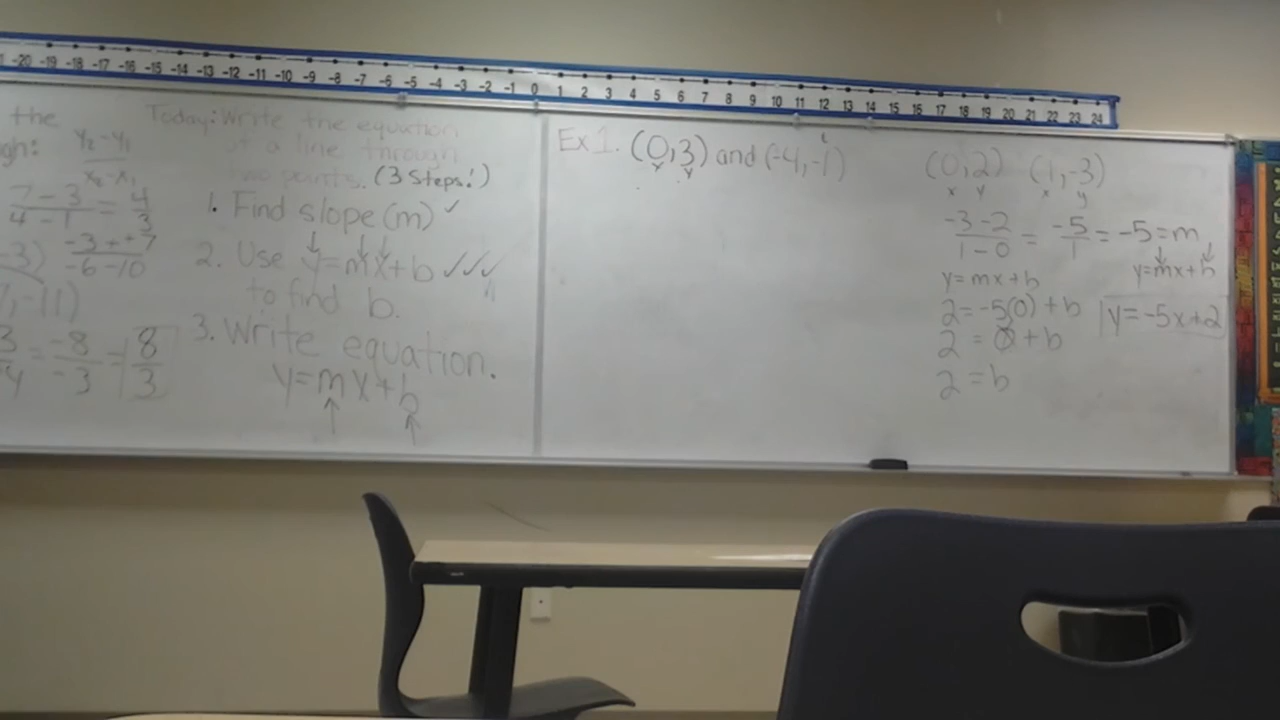 -20 -19 -18 -17 -16 -15 -14 -13 -12 -11 -10 -9 -8 -7 -6 -5 -4 -3 -2 -1 0 1 2 3 4 5 6 7 8 9 10 11 12 13 14 15 16 17 18 19 20 21 22 23 24
the
gh: y₂-y₁ / x₂-x₁
7-3 / 4-1 = 4/3
-3) -3++7 / -6-10
7,-11)
3/-4 = -8/-3 = 8/3
Today: Write the equation
of a line through
two points. (3 Steps!)
1. Find slope (m) ✓
2. Use y=mx+b ✓✓✓
to find b.
3. Write equation.
y=mx+b
Ex 1. (0,3) and (-4,-1)
x y
(0,2) (1,-3)
x y x y
-3-2 / 1-0 = -5/1 = -5=m
y=mx+b y=mx+b
2=-5(0)+b y=-5x+2
2=0+b
2=b